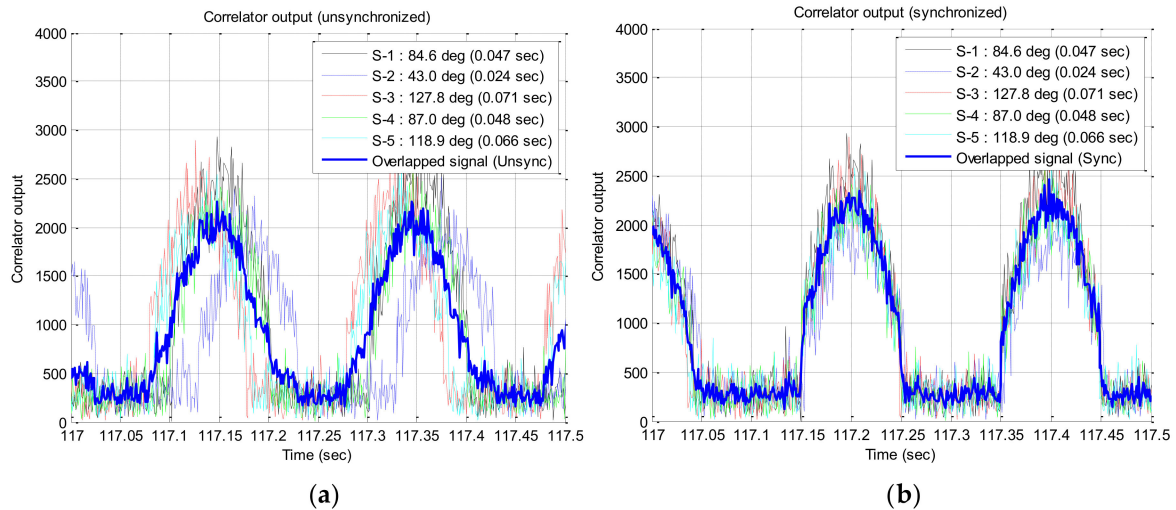 Correlator output (unsynchronized)
4000
3500
3000
2500
2000
1500
1000
500
0
Correlator output
S-1 : 84.6 deg (0.047 sec)
S-2 : 43.0 deg (0.024 sec)
S-3 : 127.8 deg (0.071 sec)
S-4 : 87.0 deg (0.048 sec)
S-5 : 118.9 deg (0.066 sec)
Overlapped signal (Unsync)
117 117.05 117.1 117.15 117.2 117.25 117.3 117.35 117.4 117.45 117.5
Time (sec)
(a)
Correlator output (synchronized)
4000
3500
3000
2500
2000
1500
1000
500
0
Correlator output
S-1 : 84.6 deg (0.047 sec)
S-2 : 43.0 deg (0.024 sec)
S-3 : 127.8 deg (0.071 sec)
S-4 : 87.0 deg (0.048 sec)
S-5 : 118.9 deg (0.066 sec)
Overlapped signal (Sync)
117 117.05 117.1 117.15 117.2 117.25 117.3 117.35 117.4 117.45 117.5
Time (sec)
(b)